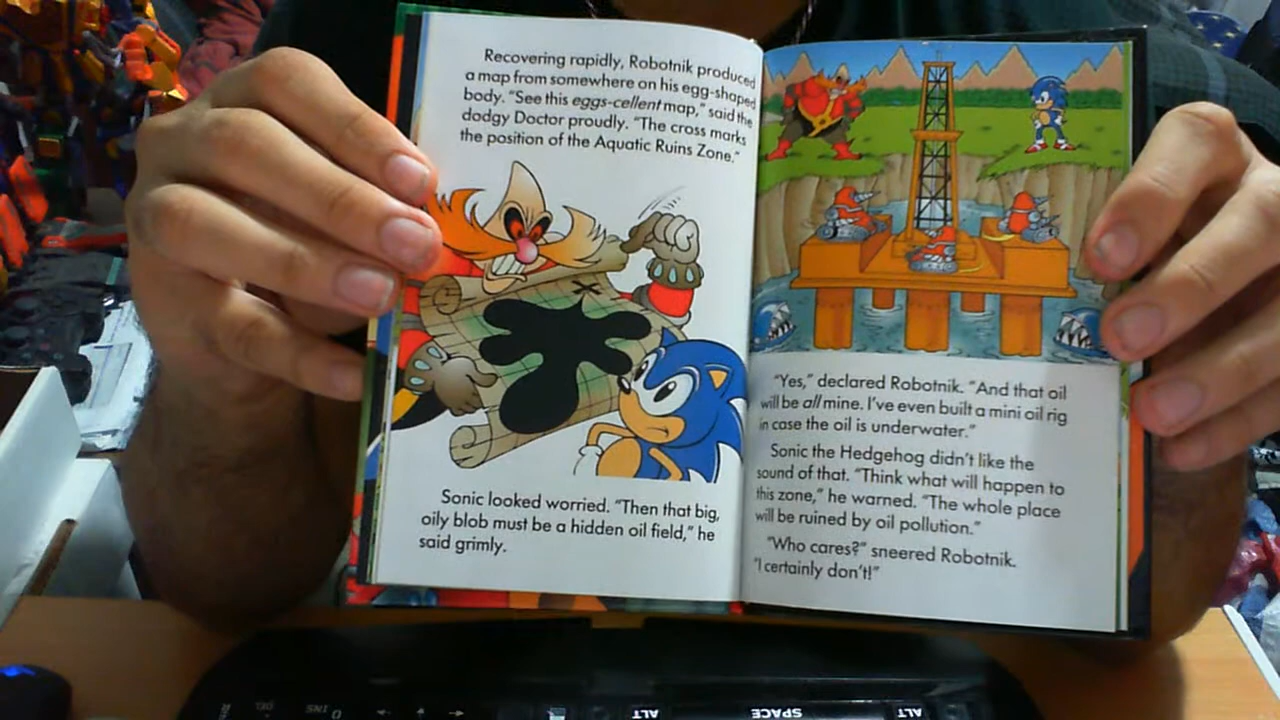 Recovering rapidly, Robotnik produced
a map from somewhere on his egg-shaped
body. “See this eggs-cellent map,” said the
dodgy Doctor proudly. “The cross marks
the position of the Aquatic Ruins Zone.”
Sonic looked worried. “Then that big,
oily blob must be a hidden oil field,” he
said grimly.
“Yes,” declared Robotnik. “And that oil
will be all mine. I’ve even built a mini oil rig
in case the oil is underwater.”
Sonic the Hedgehog didn’t like the
sound of that. “Think what will happen to
this zone,” he warned. “The whole place
will be ruined by oil pollution.”
“Who cares?” sneered Robotnik.
“I certainly don’t!”
DEL INS 0 ALT SPACE ALT